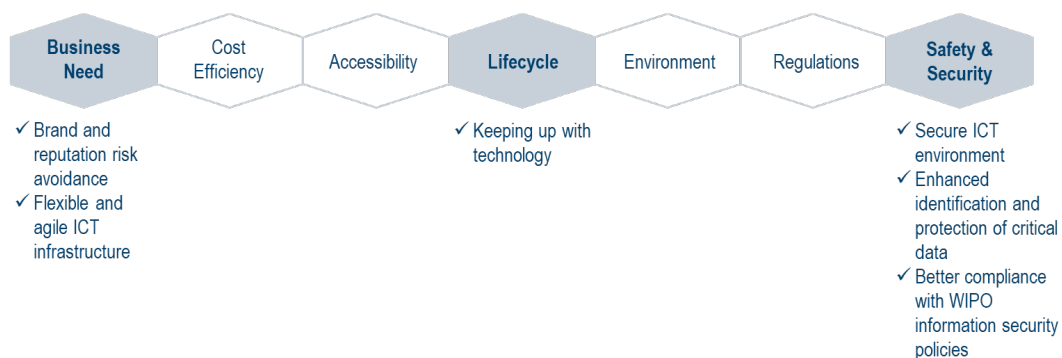 Business
Need
Cost
Efficiency
Accessibility
Lifecycle
Environment
Regulations
Safety &
Security
✓ Brand and
reputation risk
avoidance
✓ Flexible and
agile ICT
infrastructure
✓ Keeping up with
technology
✓ Secure ICT
environment
✓ Enhanced
identification and
protection of critical
data
✓ Better compliance
with WIPO
information security
policies